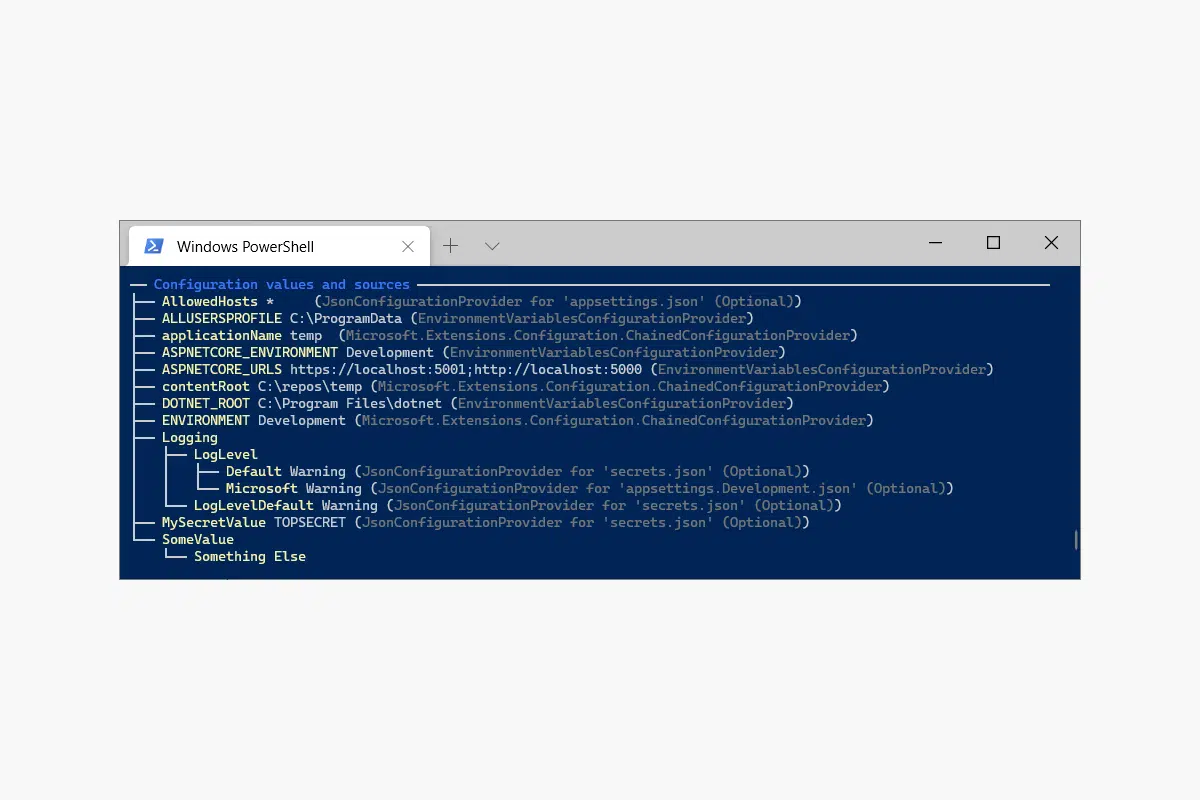 Windows PowerShell
Configuration values and sources
AllowedHosts * (JsonConfigurationProvider for 'appsettings.json' (Optional))
ALLUSERSPROFILE C:\ProgramData (EnvironmentVariablesConfigurationProvider)
applicationName temp (Microsoft.Extensions.Configuration.ChainedConfigurationProvider)
ASPNETCORE_ENVIRONMENT Development (EnvironmentVariablesConfigurationProvider)
ASPNETCORE_URLS https://localhost:5001;http://localhost:5000 (EnvironmentVariablesConfigurationProvider)
contentRoot C:\repos\temp (Microsoft.Extensions.Configuration.ChainedConfigurationProvider)
DOTNET_ROOT C:\Program Files\dotnet (EnvironmentVariablesConfigurationProvider)
ENVIRONMENT Development (Microsoft.Extensions.Configuration.ChainedConfigurationProvider)
Logging
LogLevel
Default Warning (JsonConfigurationProvider for 'secrets.json' (Optional))
Microsoft Warning (JsonConfigurationProvider for 'appsettings.Development.json' (Optional))
LogLevelDefault Warning (JsonConfigurationProvider for 'secrets.json' (Optional))
MySecretValue TOPSECRET (JsonConfigurationProvider for 'secrets.json' (Optional))
SomeValue
Something Else